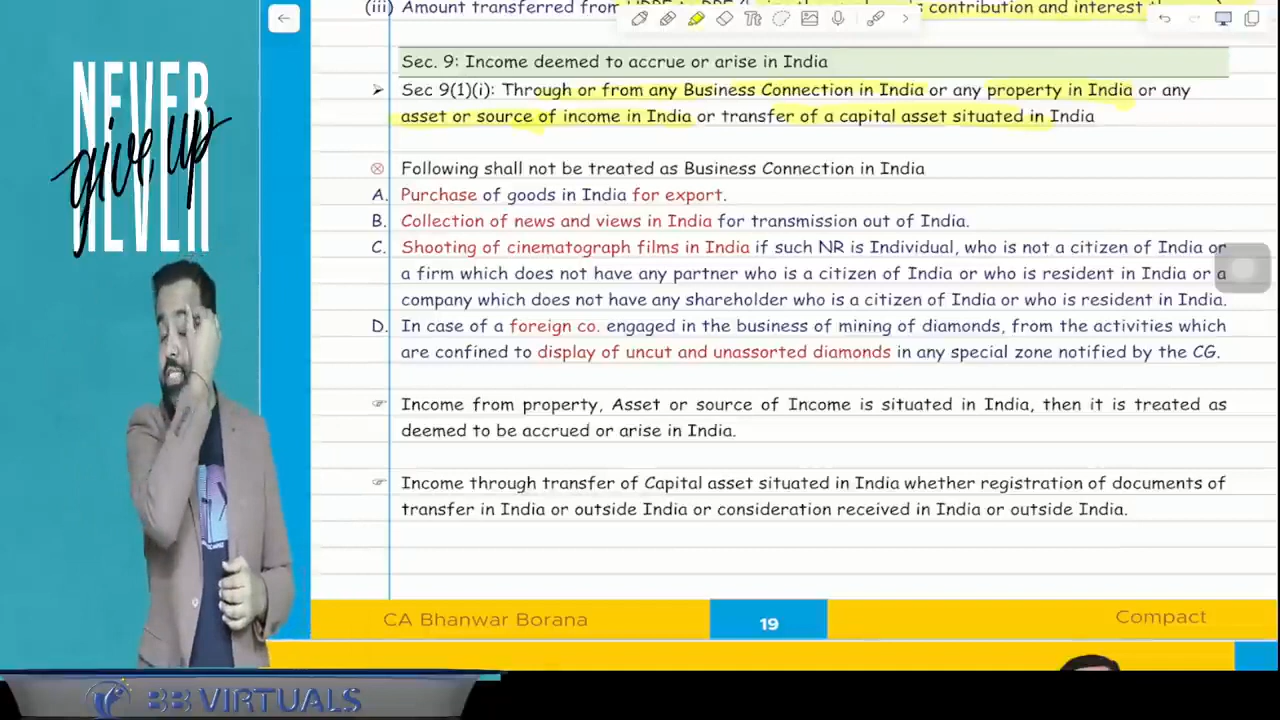 (iii) Amount transferred from contribution and interest
Sec. 9: Income deemed to accrue or arise in India
➤ Sec 9(1)(i): Through or from any Business Connection in India or any property in India or any
asset or source of income in India or transfer of a capital asset situated in India
Following shall not be treated as Business Connection in India
A. Purchase of goods in India for export.
B. Collection of news and views in India for transmission out of India.
C. Shooting of cinematograph films in India if such NR is Individual, who is not a citizen of India or
a firm which does not have any partner who is a citizen of India or who is resident in India or a
company which does not have any shareholder who is a citizen of India or who is resident in India.
D. In case of a foreign co. engaged in the business of mining of diamonds, from the activities which
are confined to display of uncut and unassorted diamonds in any special zone notified by the CG.
☞ Income from property, Asset or source of Income is situated in India, then it is treated as
deemed to be accrued or arise in India.
☞ Income through transfer of Capital asset situated in India whether registration of documents of
transfer in India or outside India or consideration received in India or outside India.
CA Bhanwar Borana 19 Compact
NEVER
give up
NEVER
BB VIRTUALS